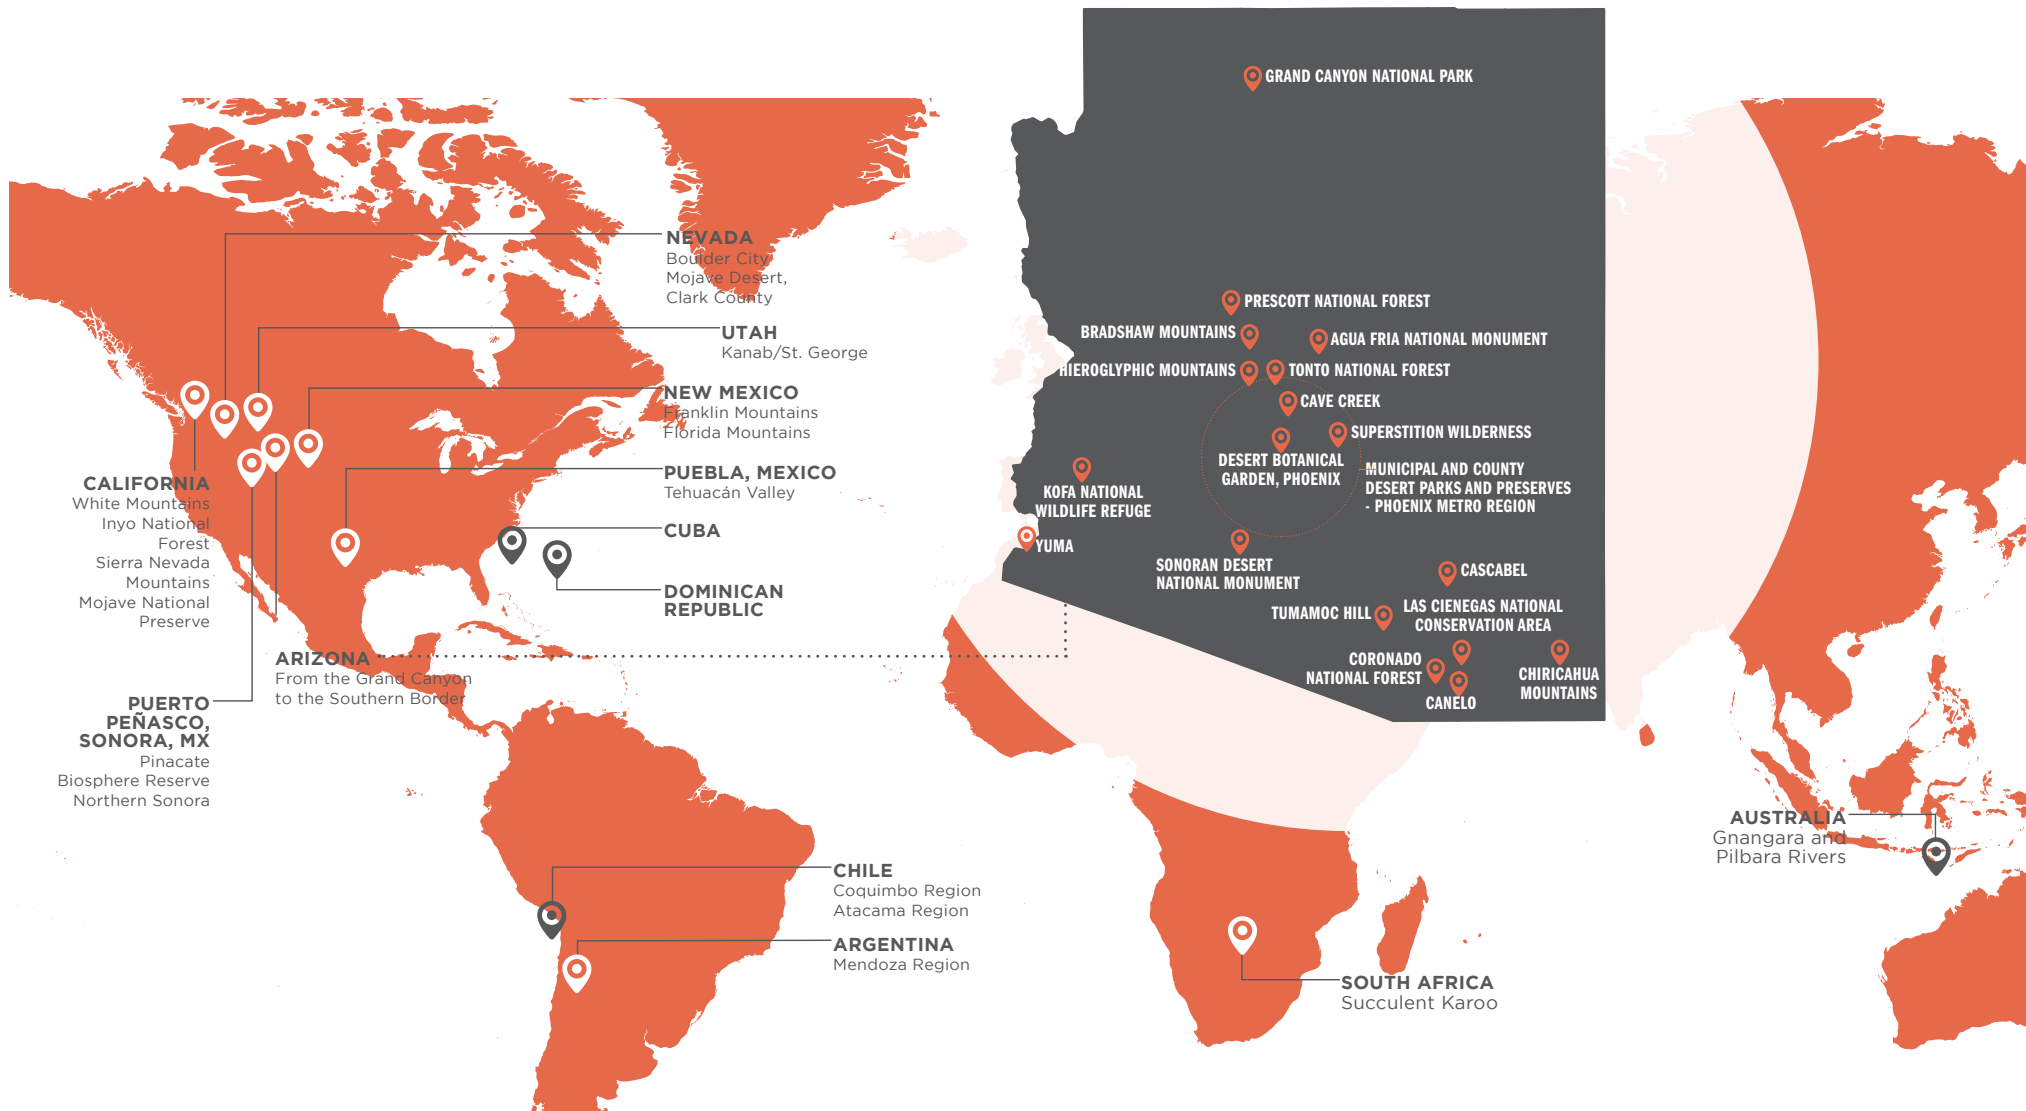 GRAND CANYON NATIONAL PARK
PRESCOTT NATIONAL FOREST
BRADSHAW MOUNTAINS
AGUA FRIA NATIONAL MONUMENT
HIEROGLYPHIC MOUNTAINS
TONTO NATIONAL FOREST
CAVE CREEK
SUPERSTITION WILDERNESS
DESERT BOTANICAL
GARDEN, PHOENIX
MUNICIPAL AND COUNTY
DESERT PARKS AND PRESERVES
- PHOENIX METRO REGION
KOFA NATIONAL
WILDLIFE REFUGE
YUMA
SONORAN DESERT
NATIONAL MONUMENT
CASCABEL
TUMAMOC HILL
LAS CIENEGAS NATIONAL
CONSERVATION AREA
CORONADO
NATIONAL FOREST
CANELO
CHIRICAHUA
MOUNTAINS
NEVADA
Boulder City
Mojave Desert,
Clark County
UTAH
Kanab/St. George
NEW MEXICO
Franklin Mountains
Florida Mountains
PUEBLA, MEXICO
Tehuacán Valley
CUBA
DOMINICAN
REPUBLIC
CALIFORNIA
White Mountains
Inyo National
Forest
Sierra Nevada
Mountains
Mojave National
Preserve
ARIZONA
From the Grand Canyon
to the Southern Border
PUERTO
PEÑASCO,
SONORA, MX
Pinacate
Biosphere Reserve
Northern Sonora
CHILE
Coquimbo Region
Atacama Region
ARGENTINA
Mendoza Region
SOUTH AFRICA
Succulent Karoo
AUSTRALIA
Gnangara and
Pilbara Rivers